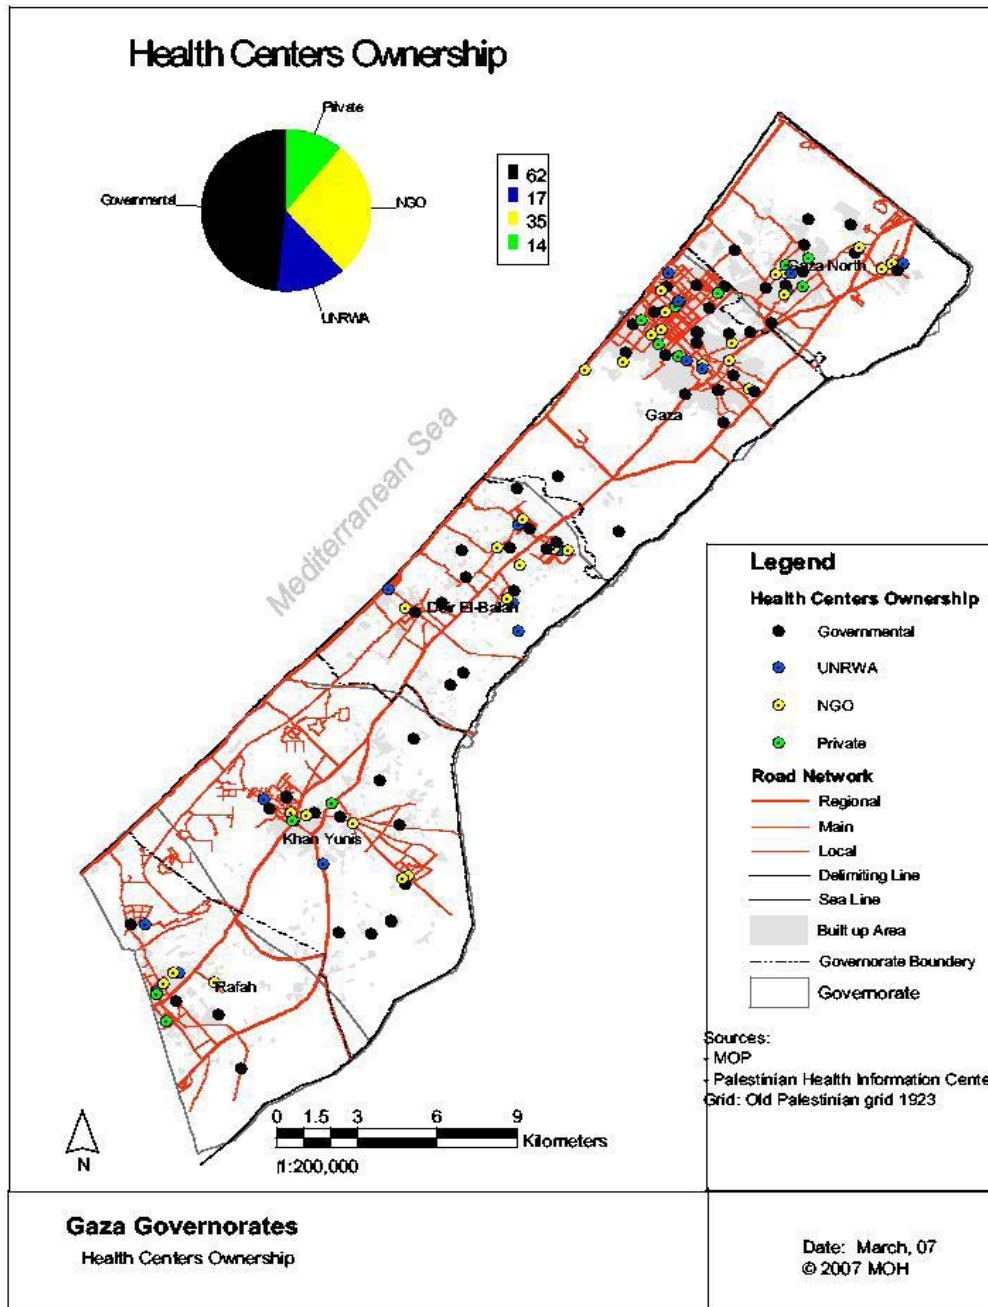 Health Centers Ownership
Private
Governmental
NGO
UNRWA
62
17
35
14
Gaza North
Gaza
Mediterranean Sea
Deir El-Balah
Khan Yunis
Rafah
Legend
Health Centers Ownership
Governmental
UNRWA
NGO
Private
Road Network
Regional
Main
Local
Delimiting Line
Sea Line
Built up Area
Governorate Boundary
Governorate
Sources:
- MOP
- Palestinian Health Information Cente
Grid: Old Palestinian grid 1923
N
0 1.5 3 6 9
Kilometers
1:200,000
Gaza Governorates
Health Centers Ownership
Date: March, 07
© 2007 MOH